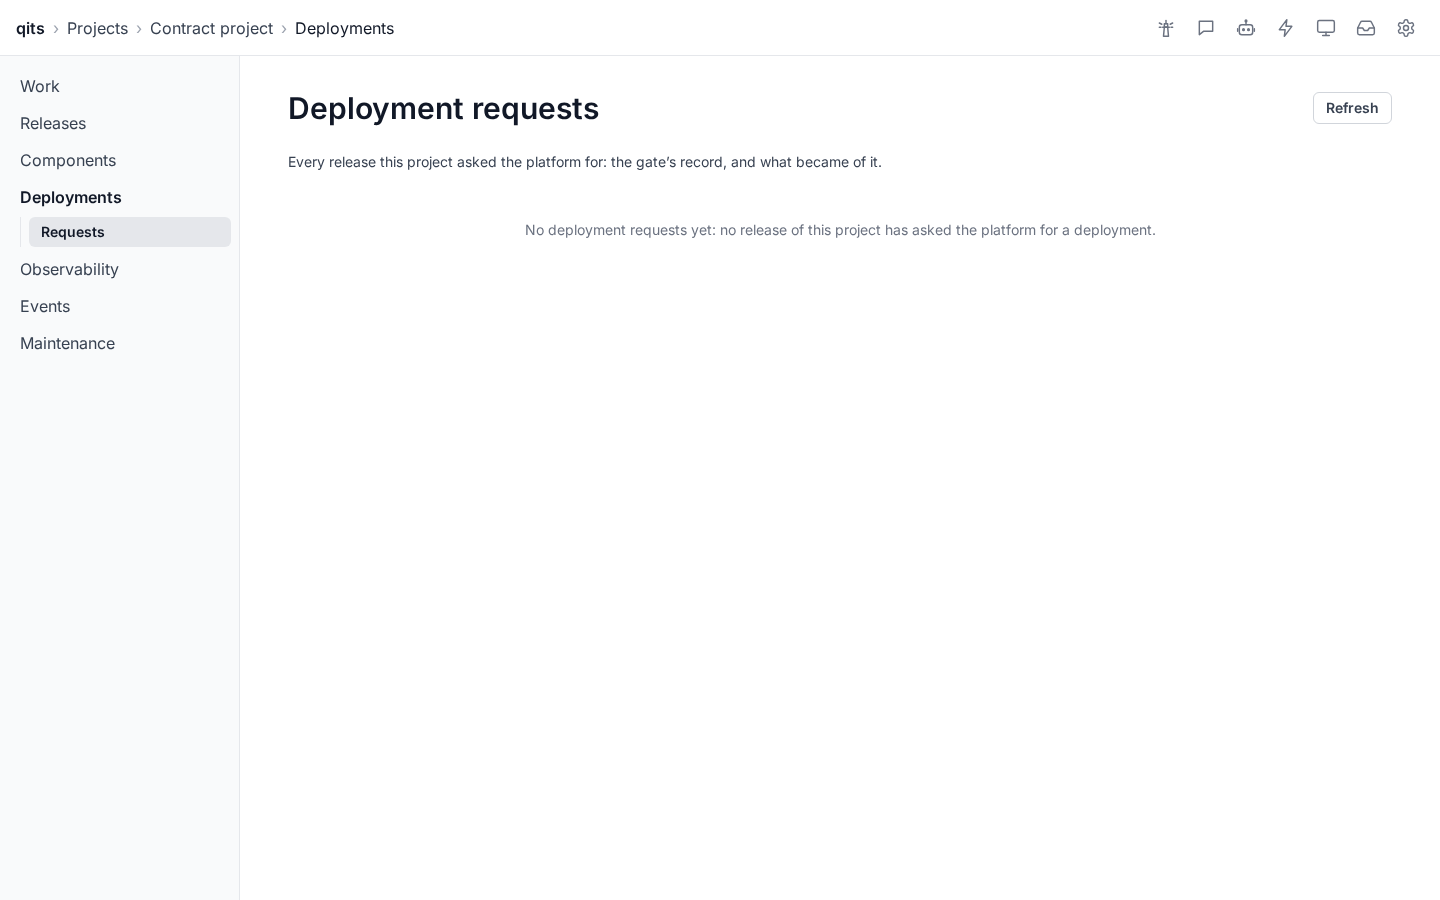 qits › Projects › Contract project › Deployments
Work
Releases
Components
Deployments
Requests
Observability
Events
Maintenance
Deployment requests
Refresh
Every release this project asked the platform for: the gate’s record, and what became of it.
No deployment requests yet: no release of this project has asked the platform for a deployment.